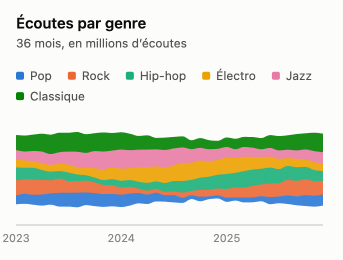 Écoutes par genre
36 mois, en millions d’écoutes
Pop Rock Hip-hop Électro Jazz
Classique
2023 2024 2025